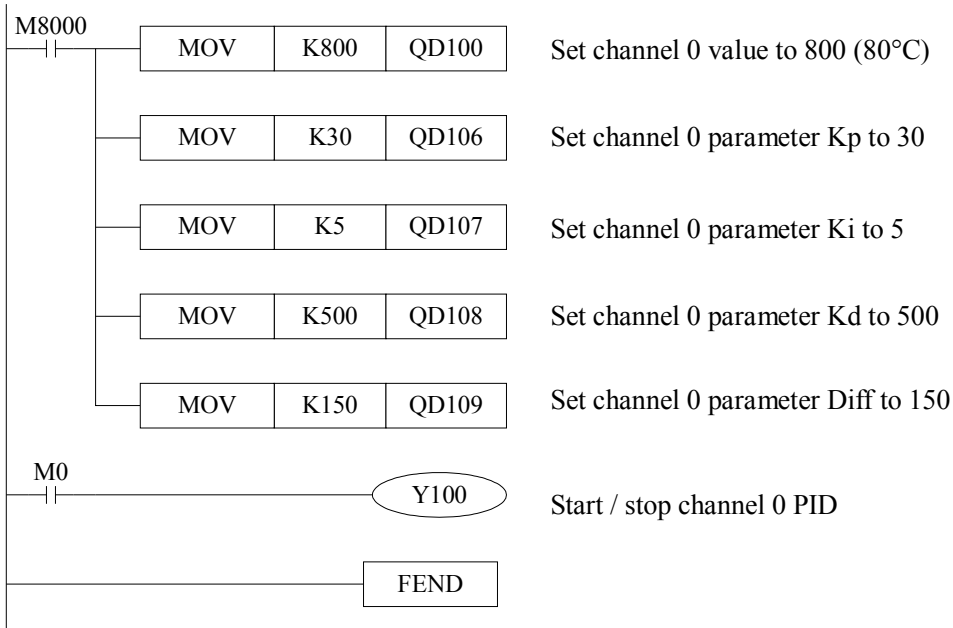 M8000
MOV K800 QD100 Set channel 0 value to 800 (80°C)
MOV K30 QD106 Set channel 0 parameter Kp to 30
MOV K5 QD107 Set channel 0 parameter Ki to 5
MOV K500 QD108 Set channel 0 parameter Kd to 500
MOV K150 QD109 Set channel 0 parameter Diff to 150
M0
Y100 Start / stop channel 0 PID
FEND